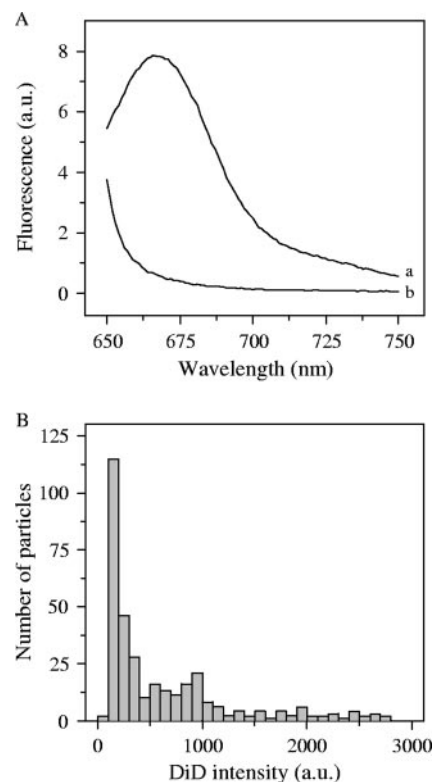 A
8
6
4
2
0
Fluorescence (a.u.)
a
b
650 675 700 725 750
Wavelength (nm)
B
125
100
75
50
25
0
Number of particles
0 1000 2000 3000
DiD intensity (a.u.)